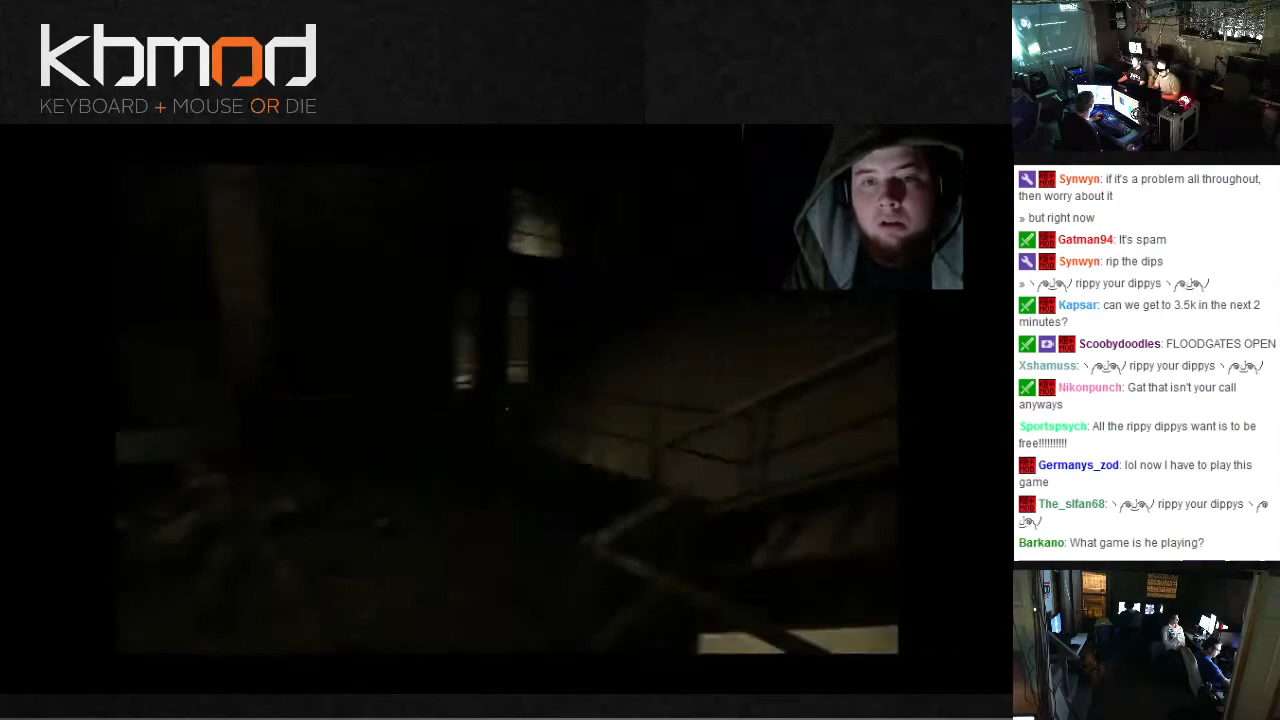 kbmod
KEYBOARD + MOUSE OR DIE
Synwyn: if it's a problem all throughout,
then worry about it
» but right now
Gatman94: It's spam
Synwyn: rip the dips
» ヽ༼ຈل͜ຈ༽ﾉ rippy your dippys ヽ༼ຈل͜ຈ༽ﾉ
Kapsar: can we get to 3.5k in the next 2
minutes?
Scoobydoodles: FLOODGATES OPEN
Xshamuss: ヽ༼ຈل͜ຈ༽ﾉ rippy your dippys ヽ༼ຈل͜ຈ༽ﾉ
Nikonpunch: Gat that isn't your call
anyways
Sportspsych: All the rippy dippys want is to be
free!!!!!!!!!!
Germanys_zod: lol now I have to play this
game
The_slfan68: ヽ༼ຈل͜ຈ༽ﾉ rippy your dippys ヽ༼ຈ
ل͜ຈ༽ﾉ
Barkano: What game is he playing?